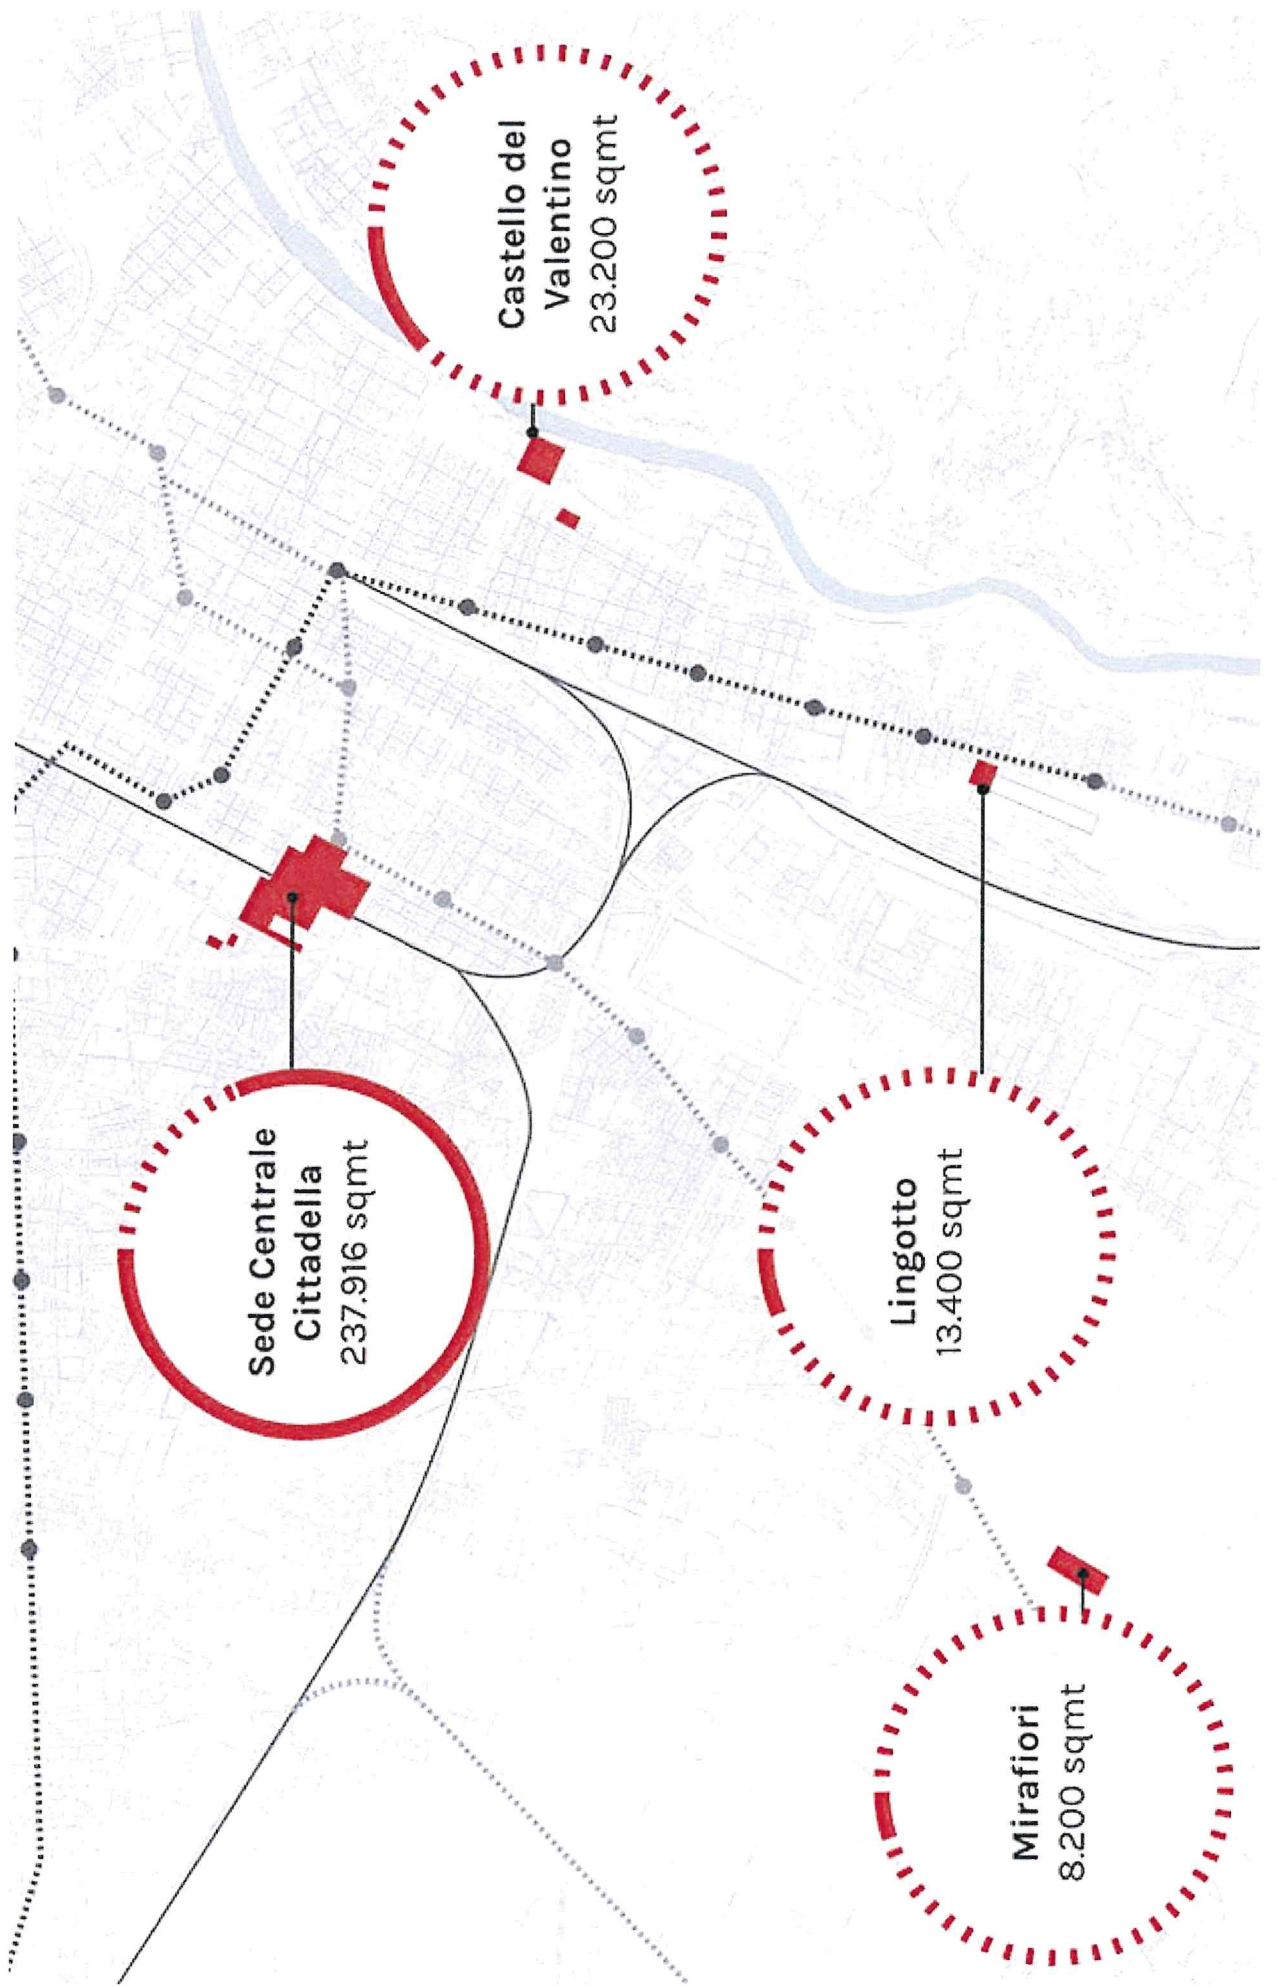 Sede Centrale
Cittadella
237.916 sqmt
Castello del
Valentino
23.200 sqmt
Lingotto
13.400 sqmt
Mirafiori
8.200 sqmt